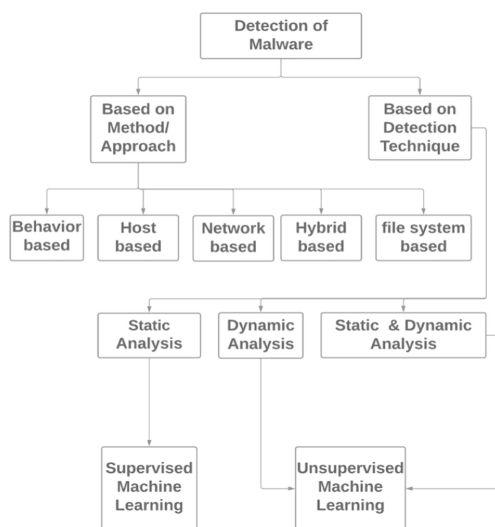 Detection of
Malware
Based on
Method/
Approach
Based on
Detection
Technique
Behavior
based
Host
based
Network
based
Hybrid
based
file system
based
Static
Analysis
Dynamic
Analysis
Static & Dynamic
Analysis
Supervised
Machine
Learning
Unsupervised
Machine
Learning